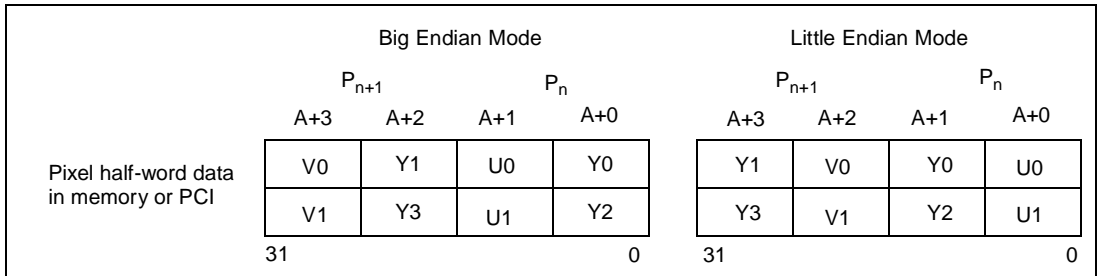 Big Endian Mode Little Endian Mode
Pn+1 Pn Pn+1 Pn
A+3 A+2 A+1 A+0 A+3 A+2 A+1 A+0
Pixel half-word data
in memory or PCI
V0 Y1 U0 Y0 Y1 V0 Y0 U0
V1 Y3 U1 Y2 Y3 V1 Y2 U1
31 0 31 0